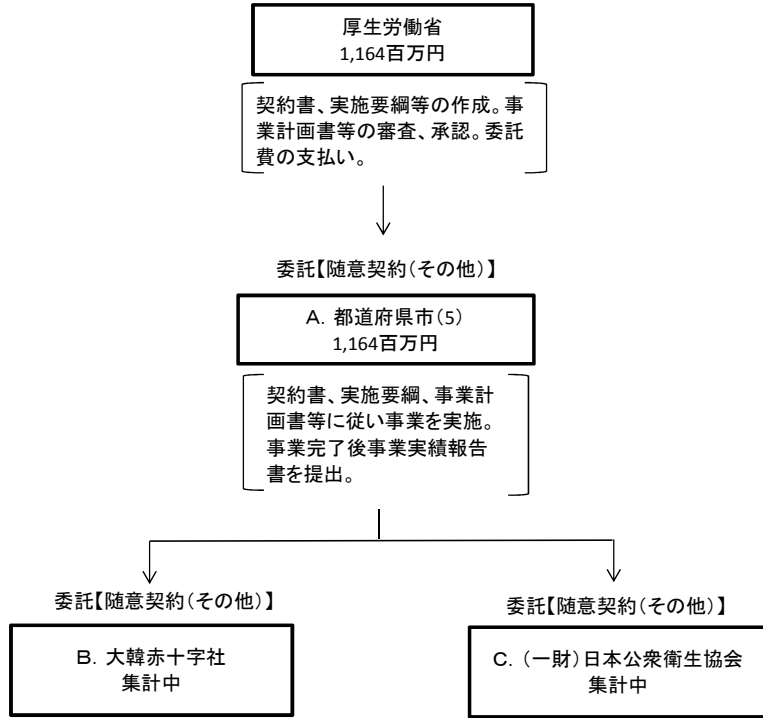 厚生労働省
1,164百万円
契約書、実施要綱等の作成。事
業計画書等の審査、承認。委託
費の支払い。
委託【随意契約(その他)】
A. 都道府県市(5)
1,164百万円
契約書、実施要綱、事業計
画書等に従い事業を実施。
事業完了後事業実績報告
書を提出。
委託【随意契約(その他)】
委託【随意契約(その他)】
B. 大韓赤十字社
集計中
C. (一財)日本公衆衛生協会
集計中